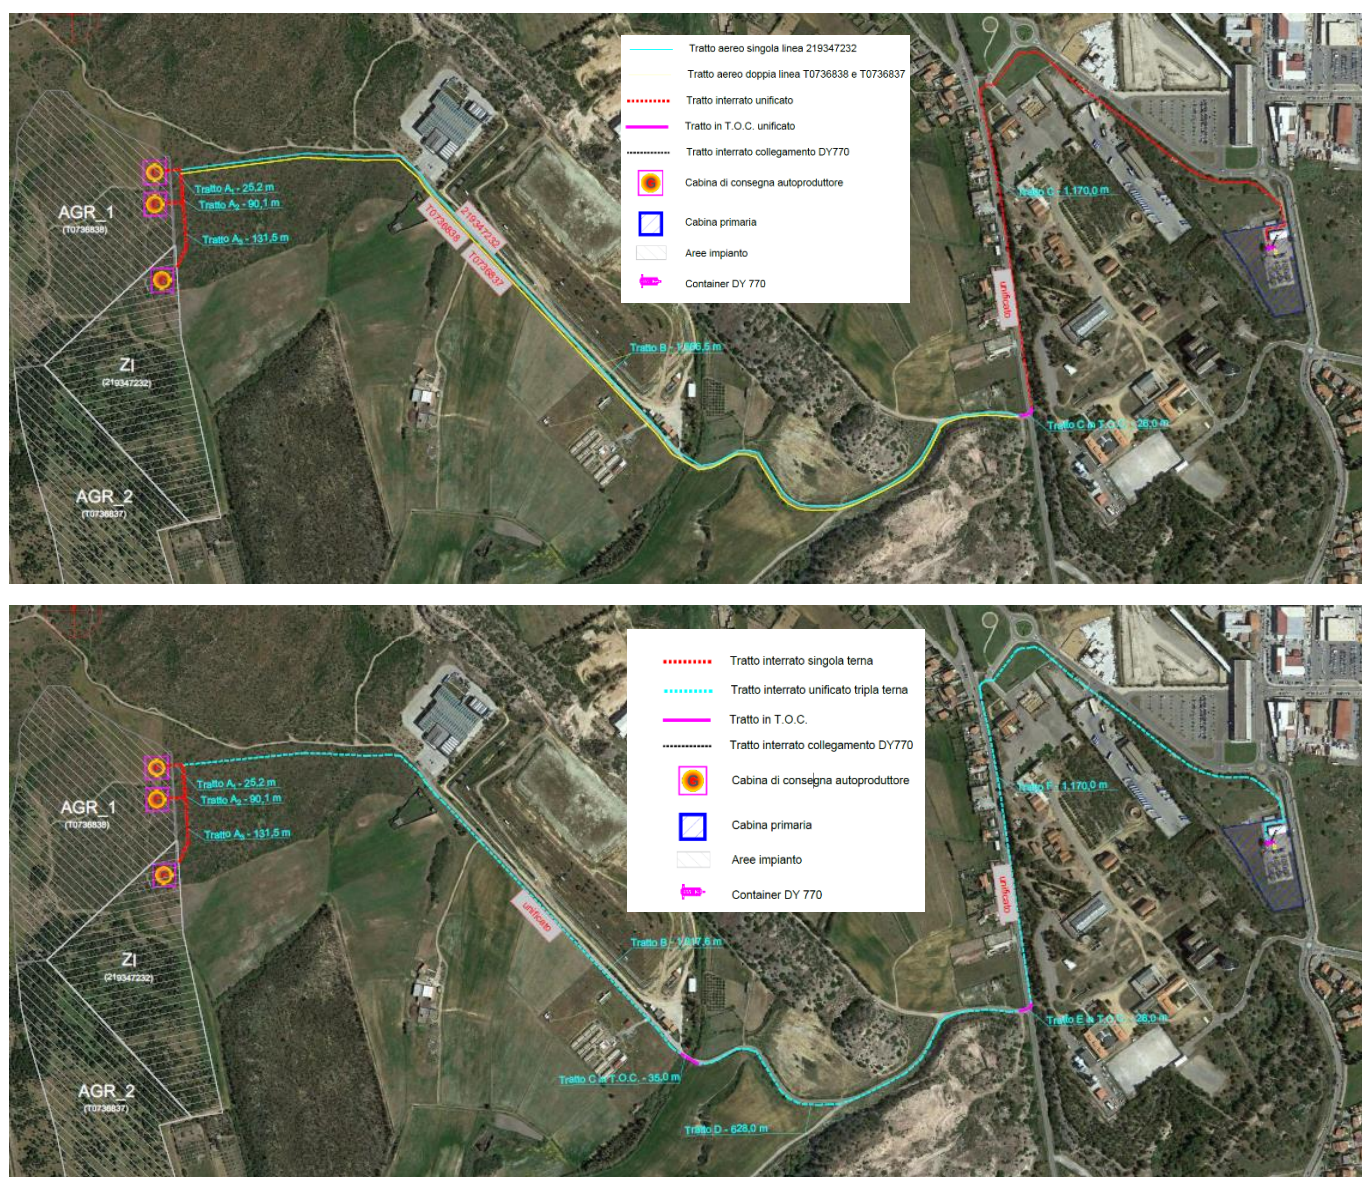 Tratto aereo singola linea 219347232
Tratto aereo doppia linea T0736838 e T0736837
Tratto interrato unificato
Tratto in T.O.C. unificato
Tratto interrato collegamento DY770
Cabina di consegna autoproduttore
Cabina primaria
Aree impianto
Container DY 770
Tratto A₁ - 25,2 m
Tratto A₂ - 90,1 m
Tratto A₃ - 131,5 m
AGR_1
(T0736838)
219347232
T0736838
T0736837
Tratto C - 1.170,0 m
unificato
Tratto B - 1.686,5 m
ZI
(219347232)
Tratto C in T.O.C. - 26,0 m
AGR_2
(T0736837)
Tratto interrato singola terna
Tratto interrato unificato tripla terna
Tratto in T.O.C.
Tratto interrato collegamento DY770
Cabina di consegna autoproduttore
Cabina primaria
Aree impianto
Container DY 770
Tratto A₁ - 25,2 m
Tratto A₂ - 90,1 m
Tratto A₃ - 131,5 m
AGR_1
(T0736838)
Tratto F - 1.170,0 m
unificato
unificato
Tratto B - 1.017,6 m
ZI
(219347232)
Tratto E in T.O.C. - 26,0 m
Tratto C in T.O.C. - 35,0 m
AGR_2
(T0736837)
Tratto D - 628,0 m